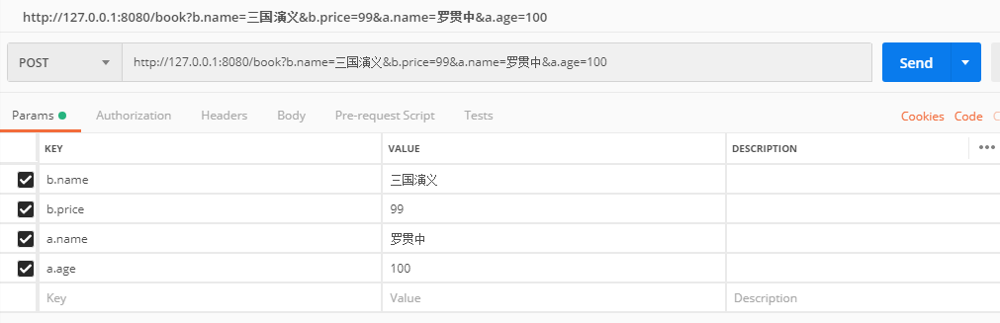 http://127.0.0.1:8080/book?b.name=三国演义&b.price=99&a.name=罗贯中&a.age=100
POST http://127.0.0.1:8080/book?b.name=三国演义&b.price=99&a.name=罗贯中&a.age=100 Send
Params Authorization Headers Body Pre-request Script Tests Cookies Code
KEY VALUE DESCRIPTION
b.name 三国演义
b.price 99
a.name 罗贯中
a.age 100
Key Value Description